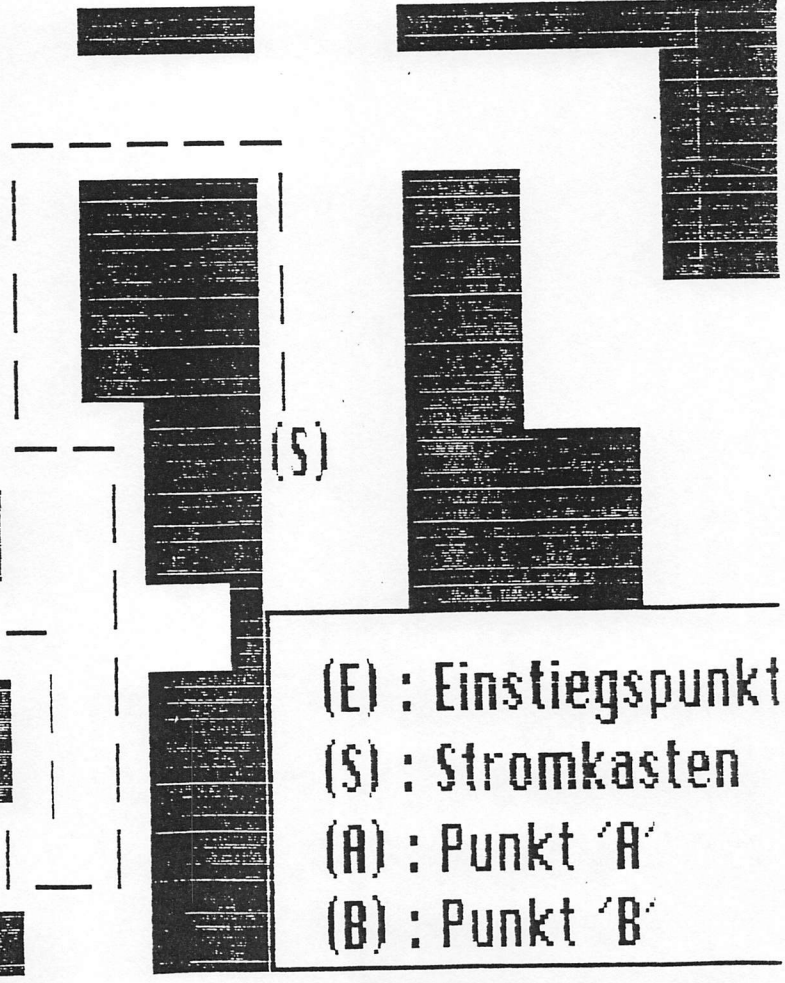 (S)
(E) : Einstiegspunkt
(S) : Stromkasten
(A) : Punkt ´A´
(B) : Punkt ´B´